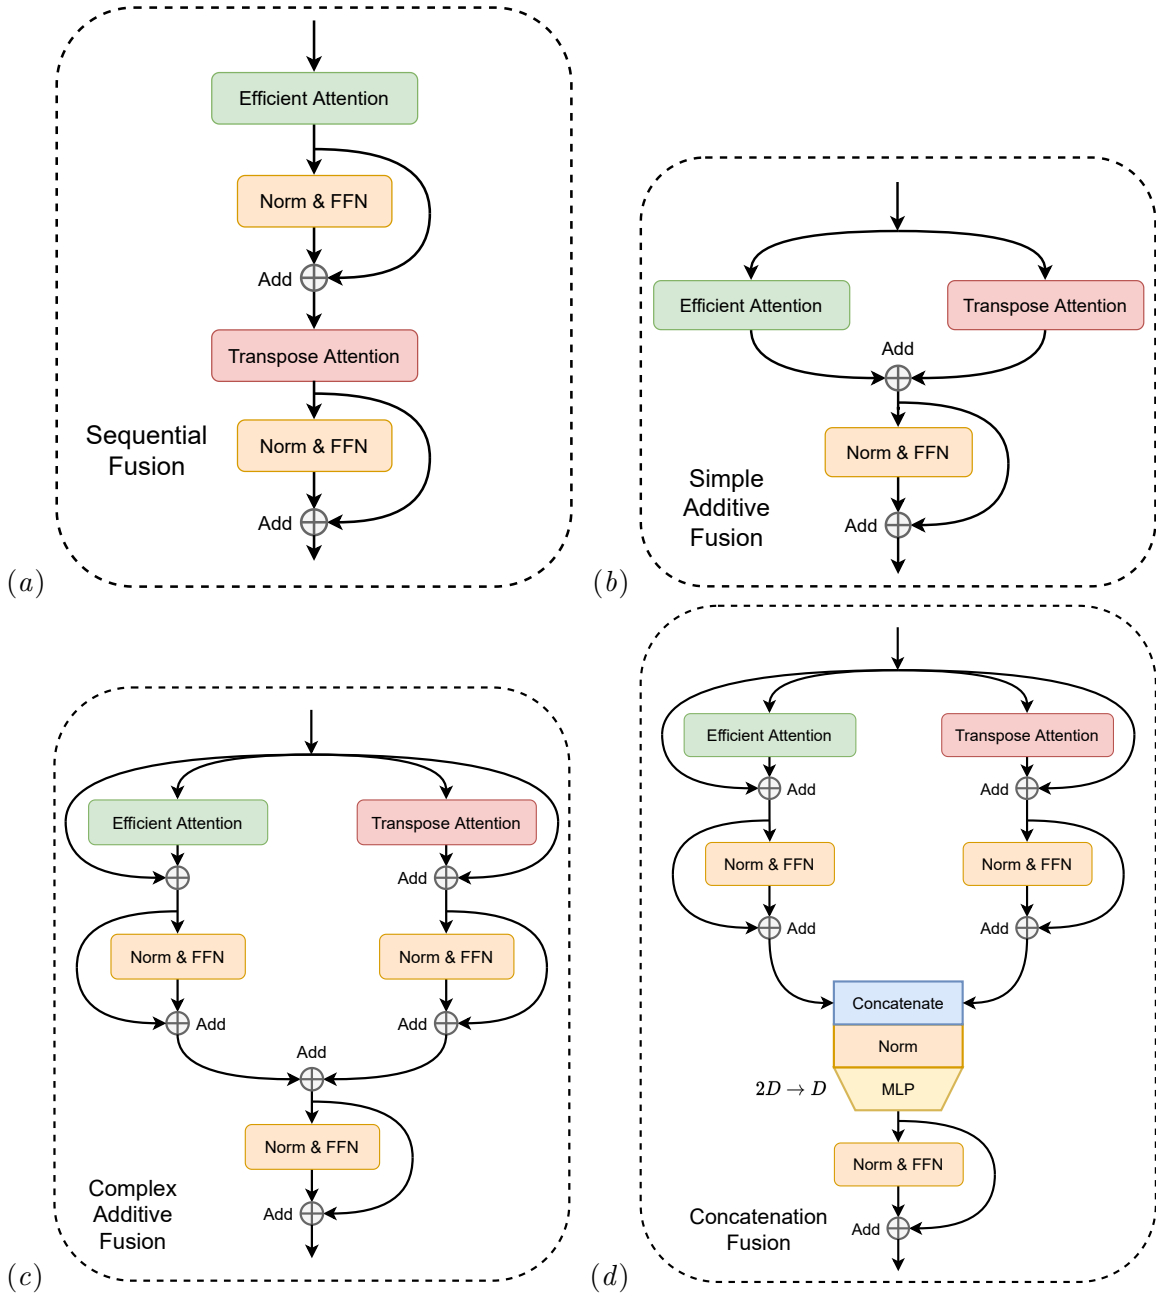 Efficient Attention
Norm & FFN
Add
Transpose Attention
Norm & FFN
Add
Sequential
Fusion
(a)
Efficient Attention
Transpose Attention
Add
Norm & FFN
Add
Simple
Additive
Fusion
(b)
Efficient Attention
Transpose Attention
Add
Norm & FFN
Norm & FFN
Add
Add
Add
Norm & FFN
Add
Complex
Additive
Fusion
(c)
Efficient Attention
Transpose Attention
Add
Add
Norm & FFN
Norm & FFN
Add
Add
Concatenate
Norm
2D → D
MLP
Norm & FFN
Add
Concatenation
Fusion
(d)